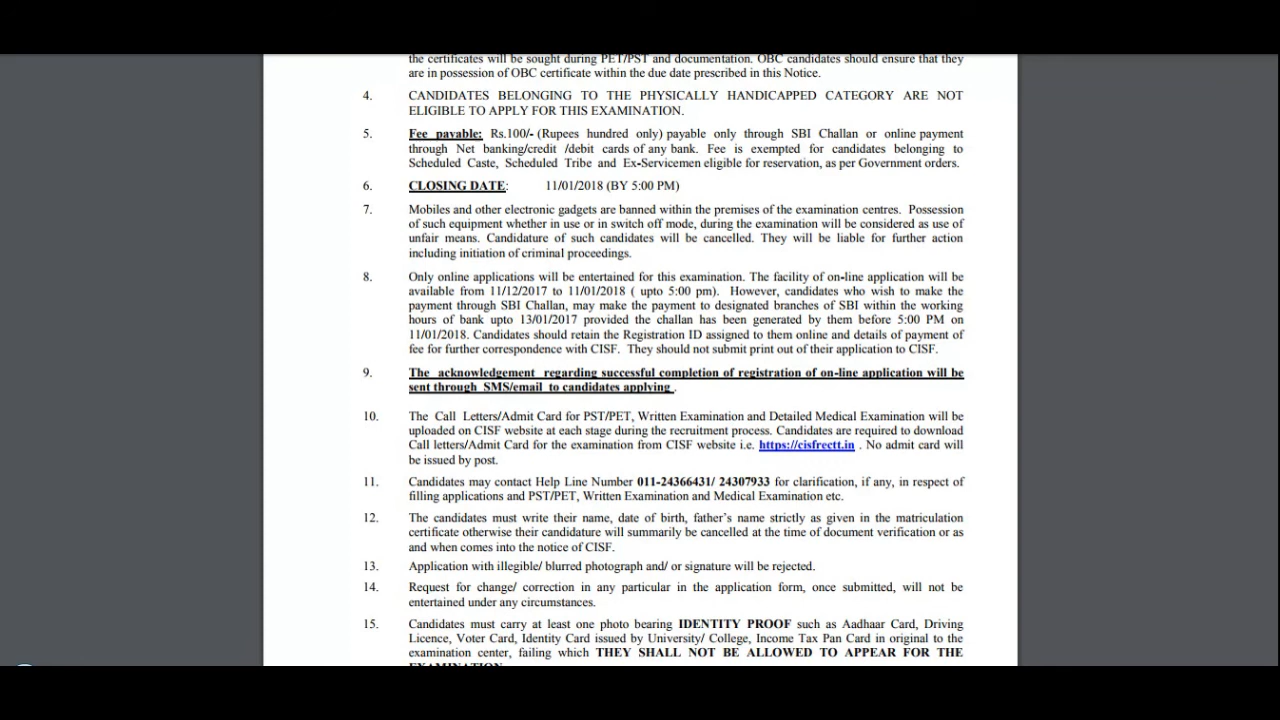 the certificates will be sought during PET/PST and documentation. OBC candidates should ensure that they
are in possession of OBC certificate within the due date prescribed in this Notice.
4. CANDIDATES BELONGING TO THE PHYSICALLY HANDICAPPED CATEGORY ARE NOT
ELIGIBLE TO APPLY FOR THIS EXAMINATION.
5. Fee payable: Rs.100/- (Rupees hundred only) payable only through SBI Challan or online payment
through Net banking/credit /debit cards of any bank. Fee is exempted for candidates belonging to
Scheduled Caste, Scheduled Tribe and Ex-Servicemen eligible for reservation, as per Government orders.
6. CLOSING DATE: 11/01/2018 (BY 5:00 PM)
7. Mobiles and other electronic gadgets are banned within the premises of the examination centres. Possession
of such equipment whether in use or in switch off mode, during the examination will be considered as use of
unfair means. Candidature of such candidates will be cancelled. They will be liable for further action
including initiation of criminal proceedings.
8. Only online applications will be entertained for this examination. The facility of on-line application will be
available from 11/12/2017 to 11/01/2018 ( upto 5:00 pm). However, candidates who wish to make the
payment through SBI Challan, may make the payment to designated branches of SBI within the working
hours of bank upto 13/01/2017 provided the challan has been generated by them before 5:00 PM on
11/01/2018. Candidates should retain the Registration ID assigned to them online and details of payment of
fee for further correspondence with CISF. They should not submit print out of their application to CISF.
9. The acknowledgement regarding successful completion of registration of on-line application will be
sent through SMS/email to candidates applying .
10. The Call Letters/Admit Card for PST/PET, Written Examination and Detailed Medical Examination will be
uploaded on CISF website at each stage during the recruitment process. Candidates are required to download
Call letters/Admit Card for the examination from CISF website i.e. https://cisfrectt.in . No admit card will
be issued by post.
11. Candidates may contact Help Line Number 011-24366431/ 24307933 for clarification, if any, in respect of
filling applications and PST/PET, Written Examination and Medical Examination etc.
12. The candidates must write their name, date of birth, father's name strictly as given in the matriculation
certificate otherwise their candidature will summarily be cancelled at the time of document verification or as
and when comes into the notice of CISF.
13. Application with illegible/ blurred photograph and/ or signature will be rejected.
14. Request for change/ correction in any particular in the application form, once submitted, will not be
entertained under any circumstances.
15. Candidates must carry at least one photo bearing IDENTITY PROOF such as Aadhaar Card, Driving
Licence, Voter Card, Identity Card issued by University/ College, Income Tax Pan Card in original to the
examination center, failing which THEY SHALL NOT BE ALLOWED TO APPEAR FOR THE
EXAMINATION